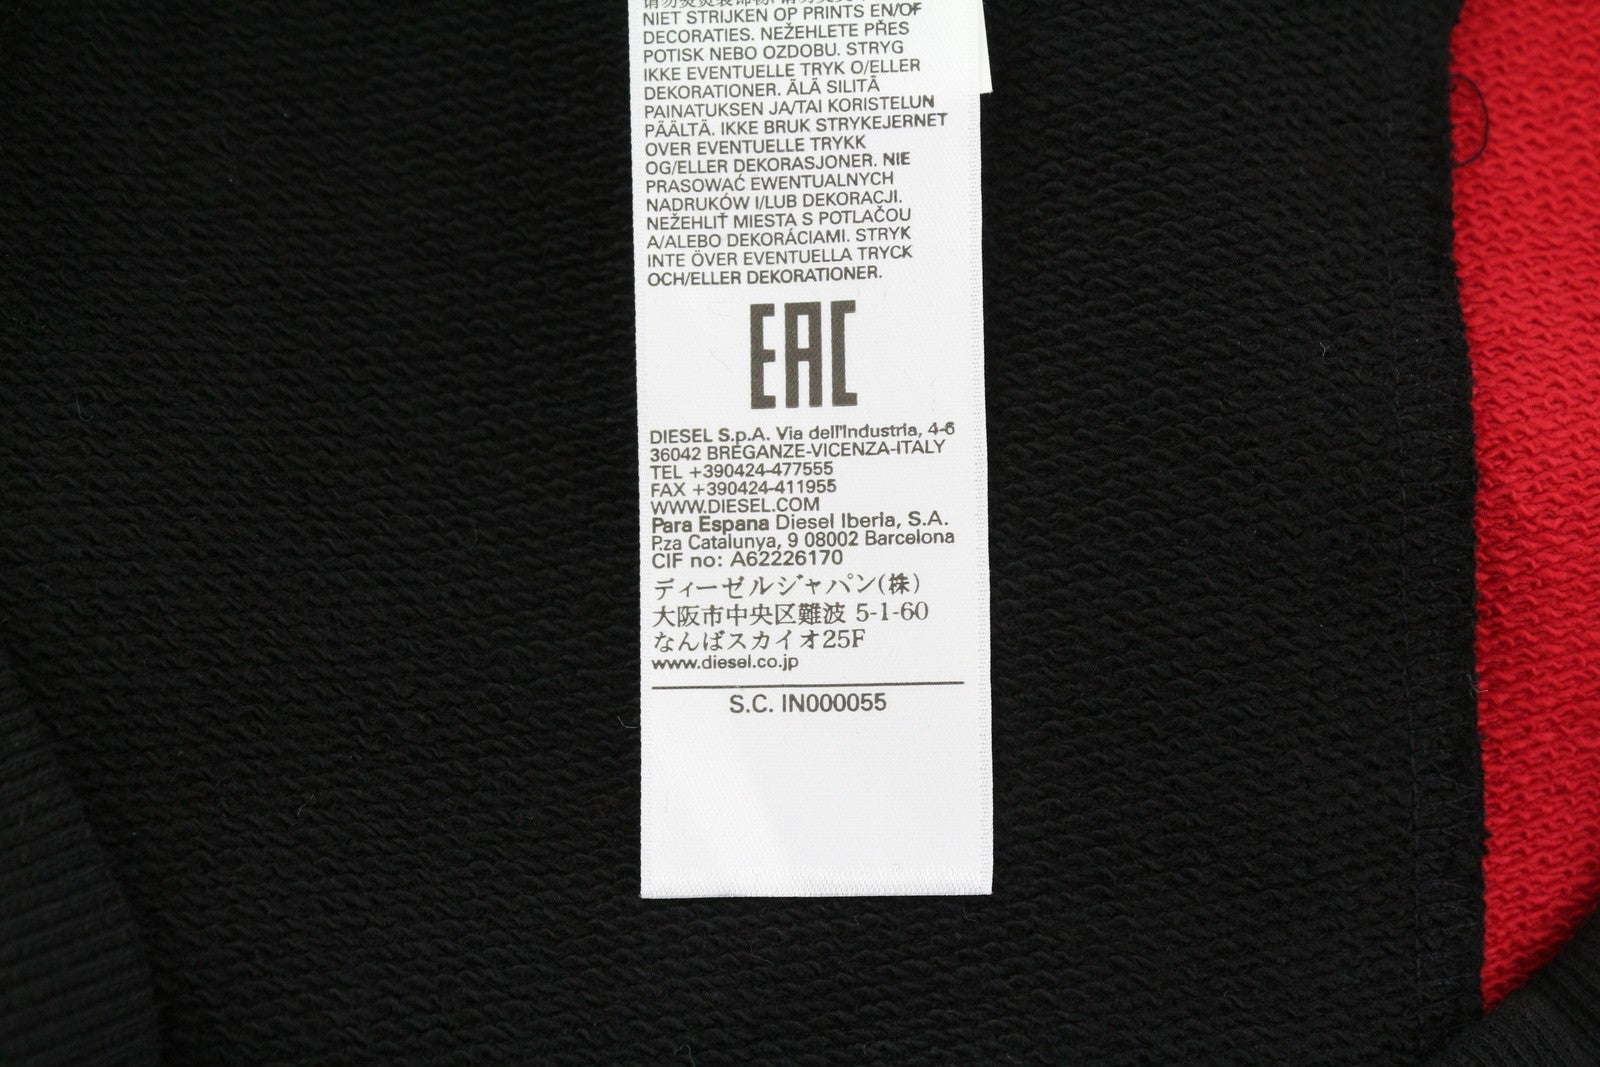 NIET STRIJKEN OP PRINTS EN/OF
DECORATIES. NEŽEHLETE PŘES
POTISK NEBO OZDOBU. STRYG
IKKE EVENTUELLE TRYK O/ELLER
DEKORATIONER. ÄLÄ SILITÄ
PAINATUKSEN JA/TAI KORISTELUN
PÄÄLTÄ. IKKE BRUK STRYKEJERNET
OVER EVENTUELLE TRYKK
OG/ELLER DEKORASJONER. NIE
PRASOWAĆ EWENTUALNYCH
NADRUKÓW I/LUB DEKORACJI.
NEŽEHLIŤ MIESTA S POTLAČOU
A/ALEBO DEKORÁCIAMI. STRYK
INTE ÖVER EVENTUELLA TRYCK
OCH/ELLER DEKORATIONER.
EAC
DIESEL S.p.A. Via dell'Industria, 4-6
36042 BREGANZE-VICENZA-ITALY
TEL +390424-477555
FAX +390424-411955
WWW.DIESEL.COM
Para Espana Diesel Iberia, S.A.
P.za Catalunya, 9 08002 Barcelona
CIF no: A62226170
ディーゼルジャパン(株)
大阪市中央区難波 5-1-60
なんばスカイオ25F
www.diesel.co.jp
S.C. IN000055